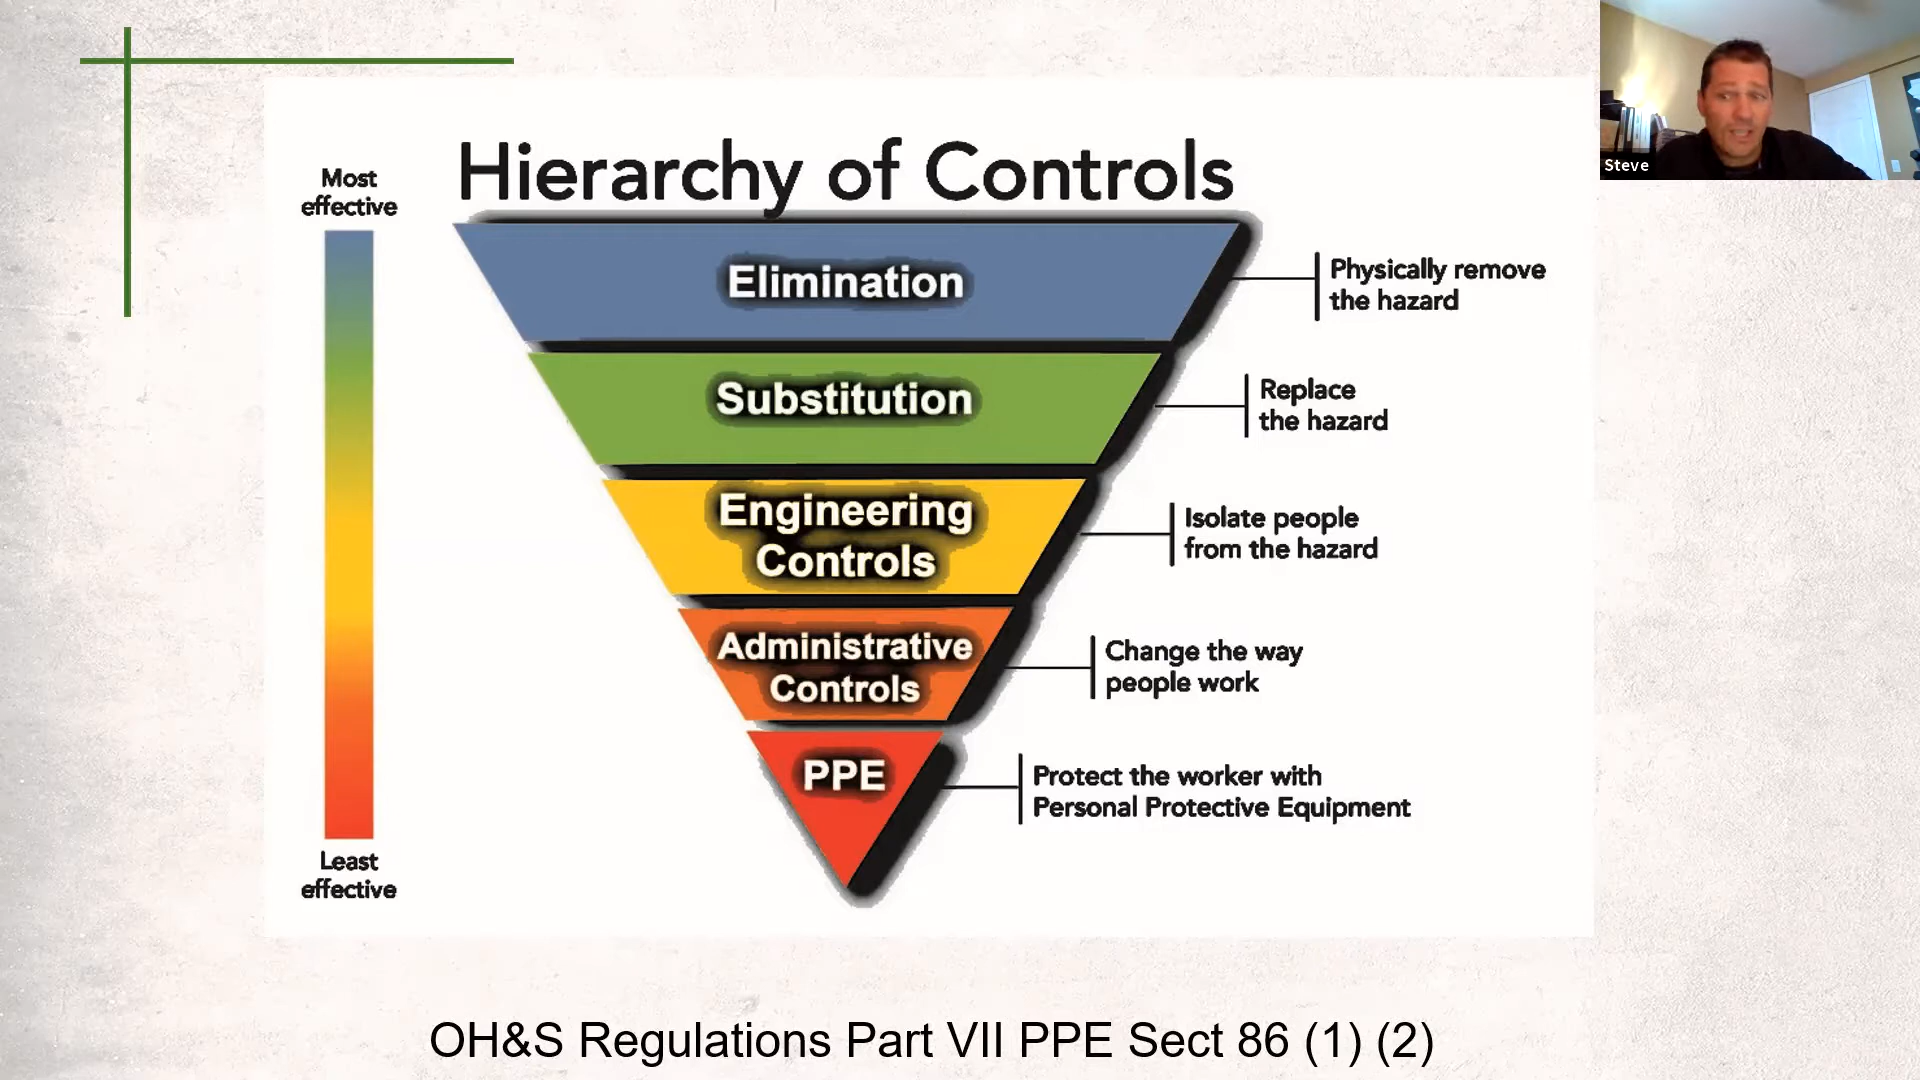 Hierarchy of Controls
Most
effective
Least
effective
Elimination
Physically remove
the hazard
Substitution
Replace
the hazard
Engineering
Controls
Isolate people
from the hazard
Administrative
Controls
Change the way
people work
PPE
Protect the worker with
Personal Protective Equipment
OH&S Regulations Part VII PPE Sect 86 (1) (2)
Steve